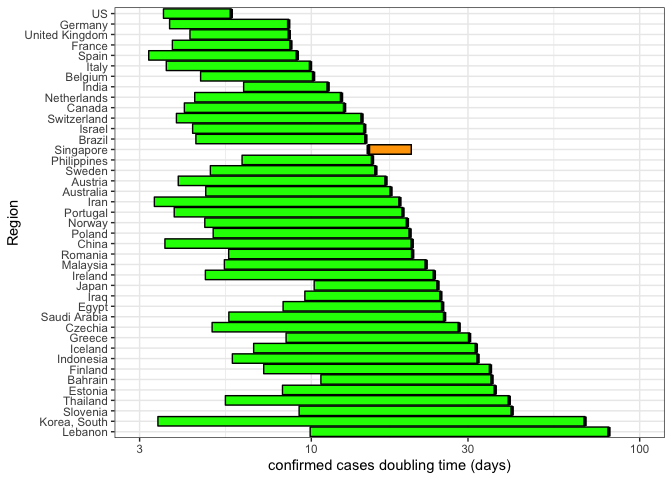 US
Germany
United Kingdom
France
Spain
Italy
Belgium
India
Netherlands
Canada
Switzerland
Israel
Brazil
Singapore
Philippines
Sweden
Austria
Australia
Iran
Portugal
Norway
Poland
China
Romania
Malaysia
Ireland
Japan
Iraq
Egypt
Saudi Arabia
Czechia
Greece
Iceland
Indonesia
Finland
Bahrain
Estonia
Thailand
Slovenia
Korea, South
Lebanon
Region
3 10 30 100
confirmed cases doubling time (days)